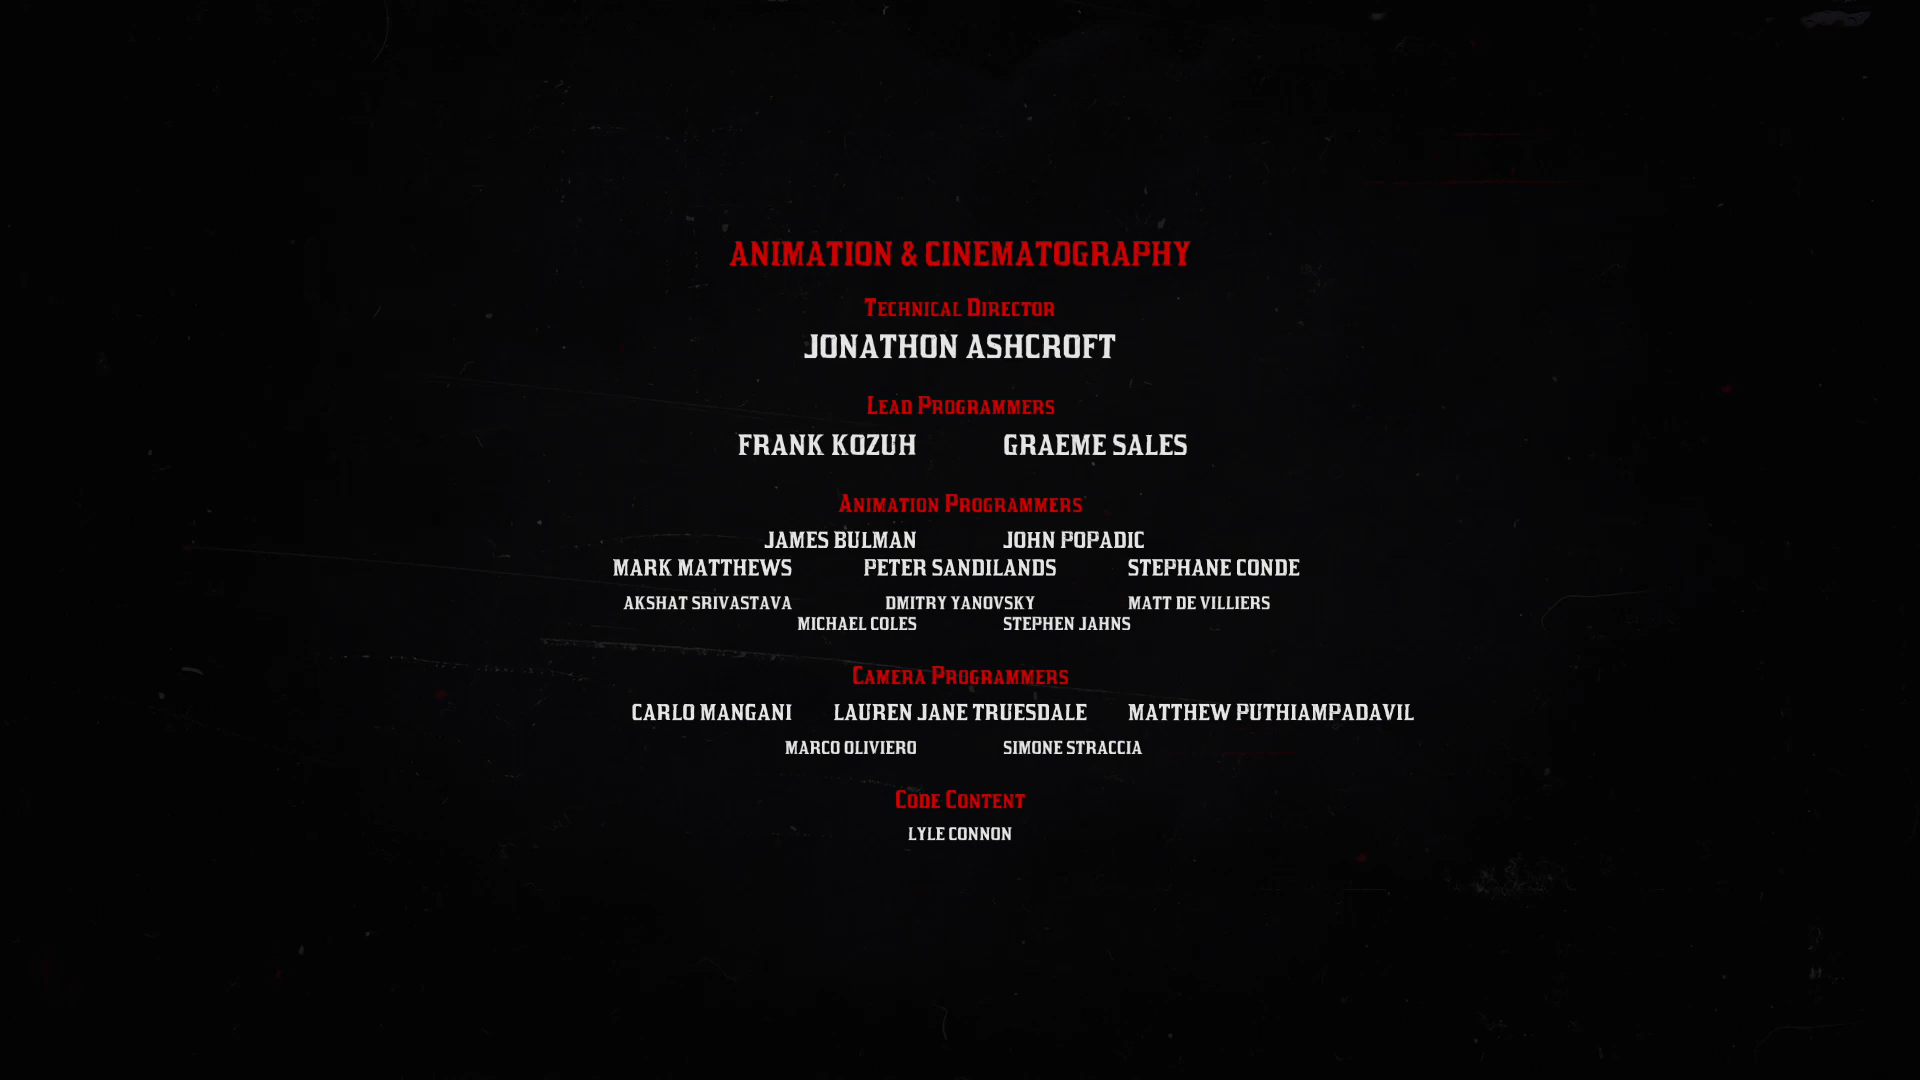 ANIMATION & CINEMATOGRAPHY
TECHNICAL DIRECTOR
JONATHON ASHCROFT
LEAD PROGRAMMERS
FRANK KOZUH GRAEME SALES
ANIMATION PROGRAMMERS
JAMES BULMAN JOHN POPADIC
MARK MATTHEWS PETER SANDILANDS STEPHANE CONDE
AKSHAT SRIVASTAVA DMITRY YANOVSKY MATT DE VILLIERS
MICHAEL COLES STEPHEN JAHNS
CAMERA PROGRAMMERS
CARLO MANGANI LAUREN JANE TRUESDALE MATTHEW PUTHIAMPADAVIL
MARCO OLIVIERO SIMONE STRACCIA
CODE CONTENT
LYLE CONNON